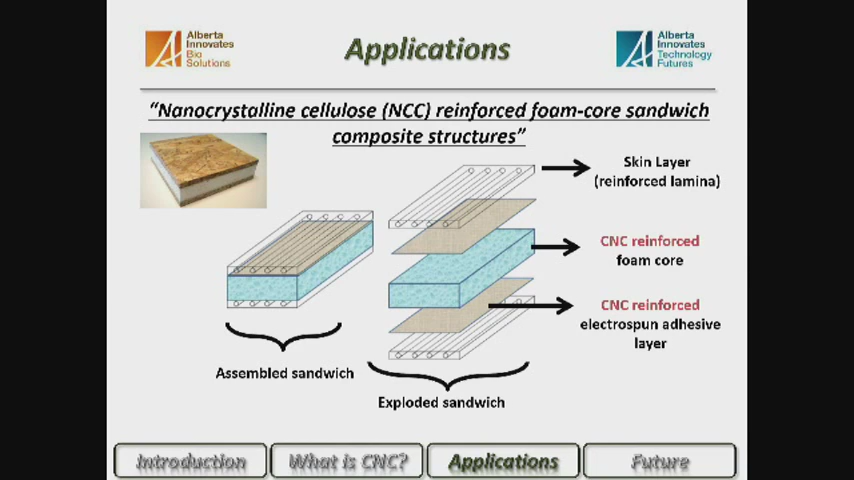 Alberta
Innovates
Bio
Solutions
Applications
Alberta
Innovates
Technology
Futures
“Nanocrystalline cellulose (NCC) reinforced foam-core sandwich
composite structures”
Skin Layer
(reinforced lamina)
CNC reinforced
foam core
CNC reinforced
electrospun adhesive
layer
Assembled sandwich
Exploded sandwich
Introduction
What is CNC?
Applications
Future